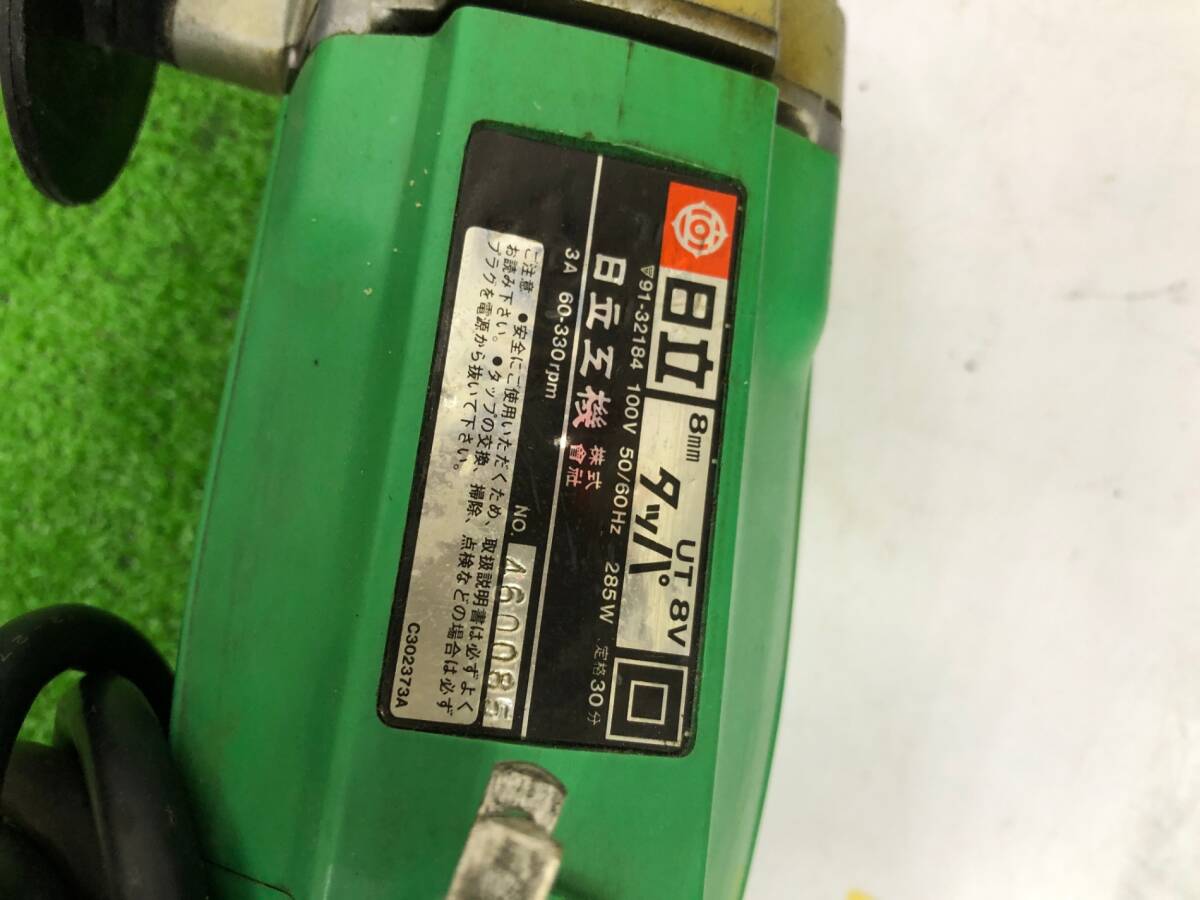 日立 8mm タッパ UT 8V
▽91-32184 100V 50/60Hz 285W 定格30分
日立工機 株式會社
3A 60-330rpm
NO. 4600085
ご注意 ●安全にご使用いただくため、取扱説明書は必ずよく
お読み下さい。●タップの交換、掃除、点検などの場合は必ず
プラグを電源から抜いて下さい。
C302373A